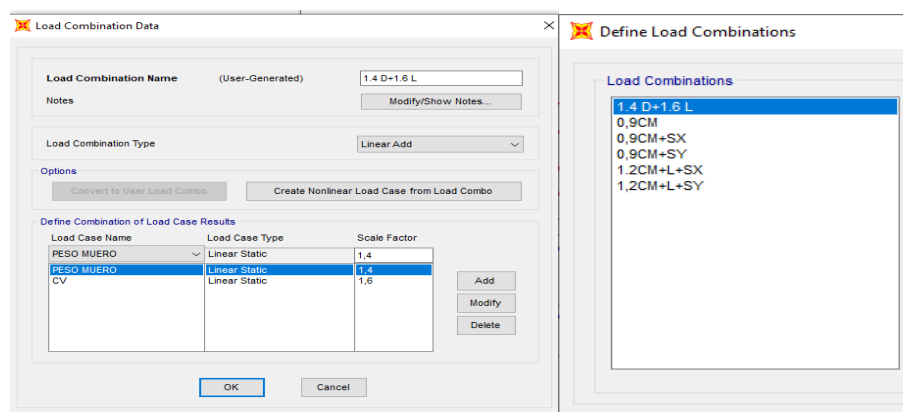 Load Combination Data
Load Combination Name (User-Generated) 1.4 D+1.6 L
Notes Modify/Show Notes...
Load Combination Type Linear Add
Options
Convert to User Load Combo Create Nonlinear Load Case from Load Combo
Define Combination of Load Case Results
Load Case Name Load Case Type Scale Factor
PESO MUERO Linear Static 1,4
PESO MUERO Linear Static 1,4
CV Linear Static 1,6
Add
Modify
Delete
OK Cancel
Define Load Combinations
Load Combinations
1.4 D+1.6 L
0,9CM
0,9CM+SX
0,9CM+SY
1.2CM+L+SX
1,2CM+L+SY